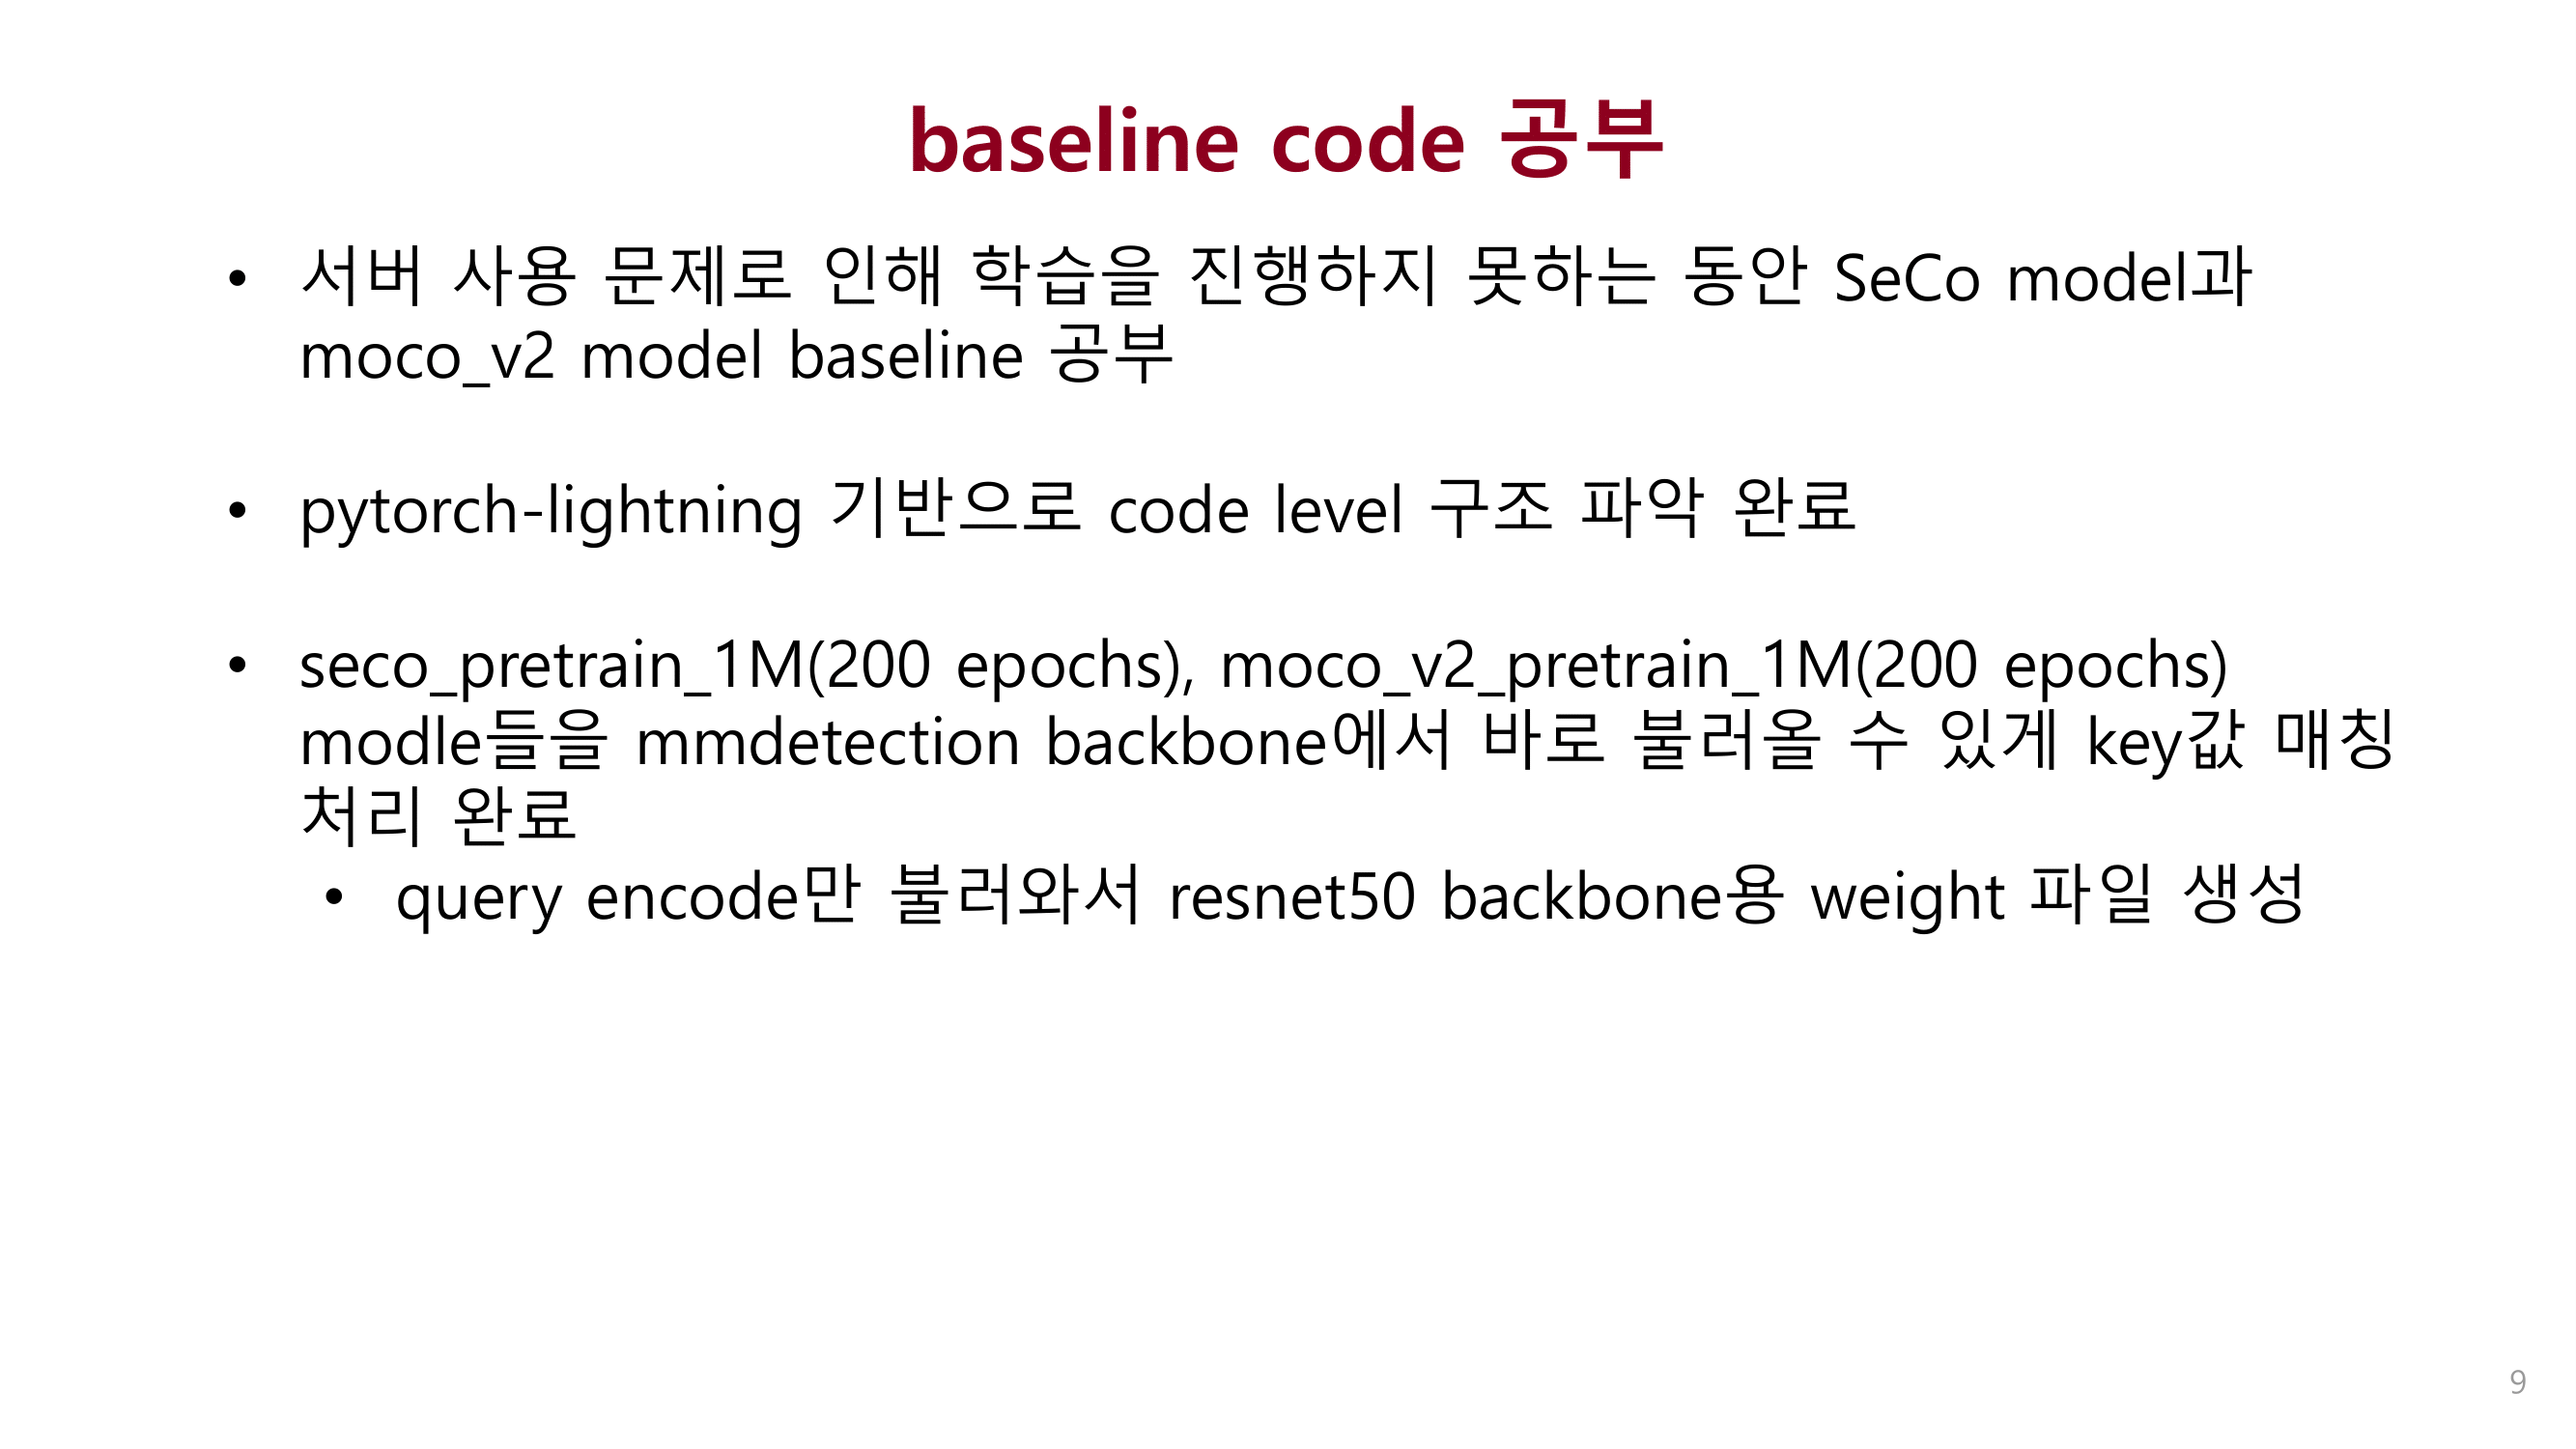 baseline code 공부
• 서버 사용 문제로 인해 학습을 진행하지 못하는 동안 SeCo model과
moco_v2 model baseline 공부
• pytorch-lightning 기반으로 code level 구조 파악 완료
• seco_pretrain_1M(200 epochs), moco_v2_pretrain_1M(200 epochs)
modle들을 mmdetection backbone에서 바로 불러올 수 있게 key값 매칭
처리 완료
• query encode만 불러와서 resnet50 backbone용 weight 파일 생성
9